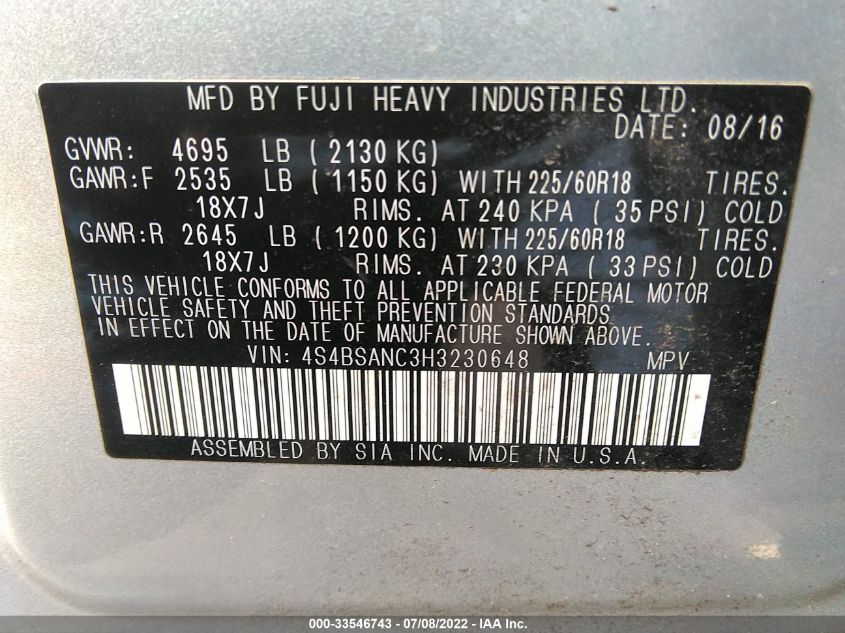 MFD BY FUJI HEAVY INDUSTRIES LTD.
DATE: 08/16
GVWR: 4695 LB ( 2130 KG)
GAWR:F 2535 LB ( 1150 KG) WITH 225/60R18 TIRES.
18X7J RIMS. AT 240 KPA ( 35 PSI) COLD
GAWR:R 2645 LB ( 1200 KG) WITH 225/60R18 TIRES.
18X7J RIMS. AT 230 KPA ( 33 PSI) COLD
THIS VEHICLE CONFORMS TO ALL APPLICABLE FEDERAL MOTOR
VEHICLE SAFETY AND THEFT PREVENTION STANDARDS
IN EFFECT ON THE DATE OF MANUFACTURE SHOWN ABOVE.
VIN: 4S4BSANC3H3230648 MPV
ASSEMBLED BY SIA INC. MADE IN U.S.A.
000-33546743 - 07/08/2022 - IAA Inc.